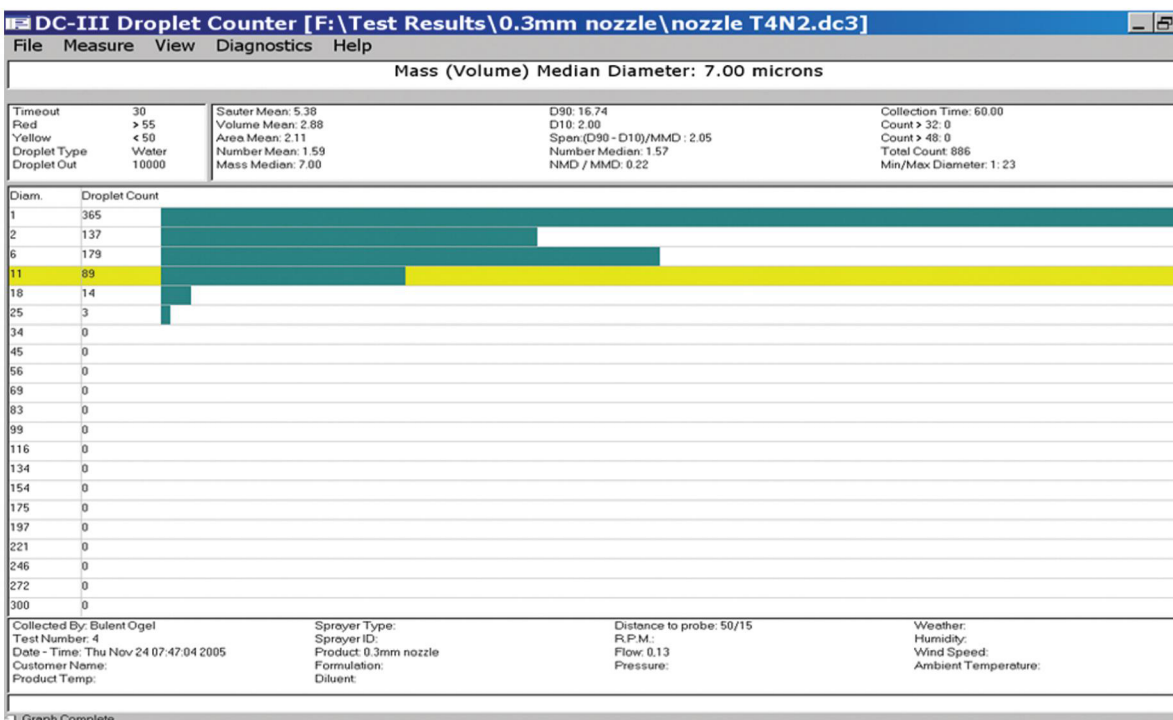 DC-III Droplet Counter [F:\Test Results\0.3mm nozzle\nozzle T4N2.dc3]
File Measure View Diagnostics Help
Mass (Volume) Median Diameter: 7.00 microns
Timeout 30
Red > 55
Yellow < 50
Droplet Type Water
Droplet Out 10000
Sauter Mean: 5.38
Volume Mean: 2.88
Area Mean: 2.11
Number Mean: 1.59
Mass Median: 7.00
D90: 16.74
D10: 2.00
Span:(D90 - D10)/MMD : 2.05
Number Median: 1.57
NMD / MMD: 0.22
Collection Time: 60.00
Count > 32: 0
Count > 48: 0
Total Count: 886
Min/Max Diameter: 1: 23
Diam. Droplet Count
1 365
2 137
6 179
11 89
18 14
25 3
34 0
45 0
56 0
69 0
83 0
99 0
116 0
134 0
154 0
175 0
197 0
221 0
246 0
272 0
300 0
Collected By: Bulent Ogel
Test Number: 4
Date - Time: Thu Nov 24 07:47:04 2005
Customer Name:
Product Temp:
Sprayer Type:
Sprayer ID:
Product: 0.3mm nozzle
Formulation:
Diluent:
Distance to probe: 50/15
R.P.M.:
Flow: 0,13
Pressure:
Weather:
Humidity:
Wind Speed:
Ambient Temperature:
Graph Complete